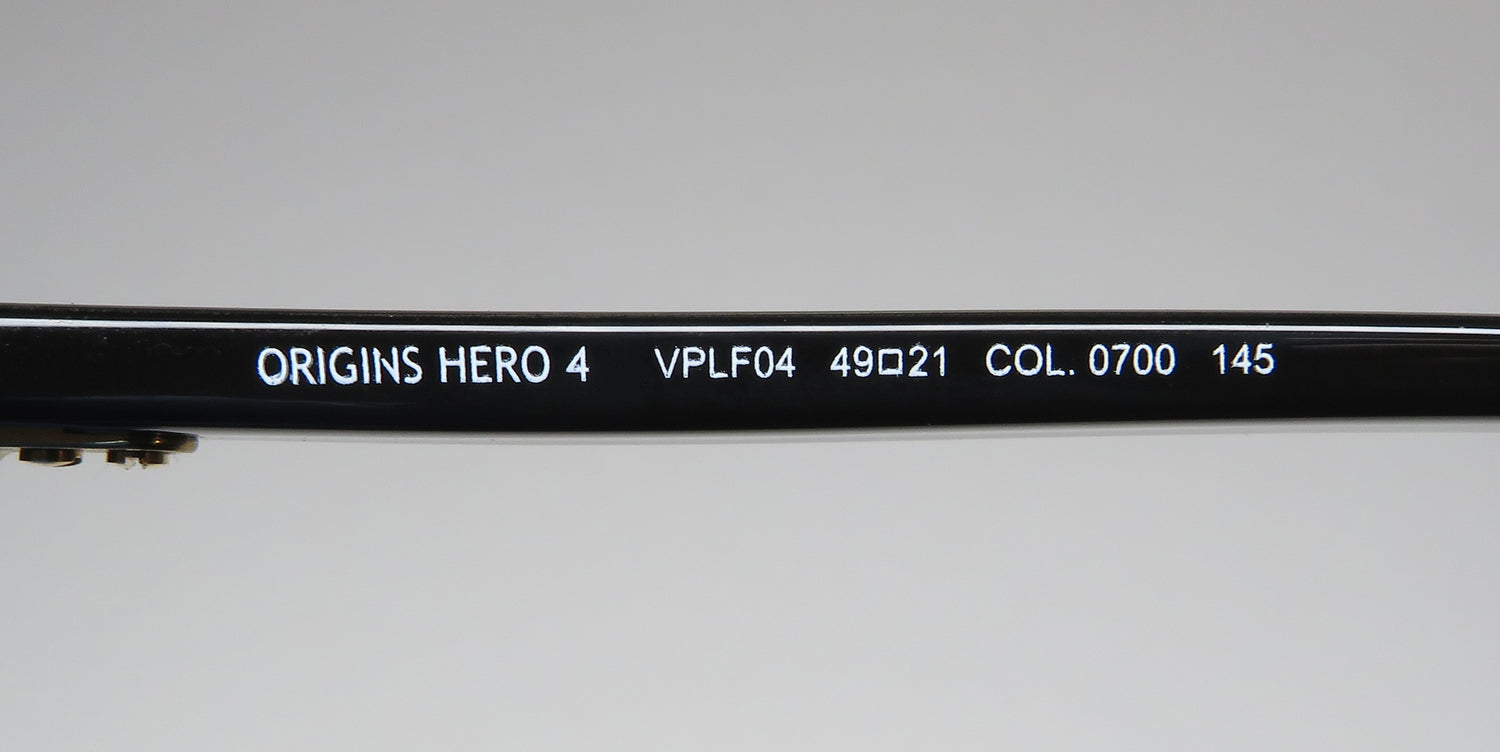 ORIGINS HERO 4 VPLF04 49□21 COL. 0700 145